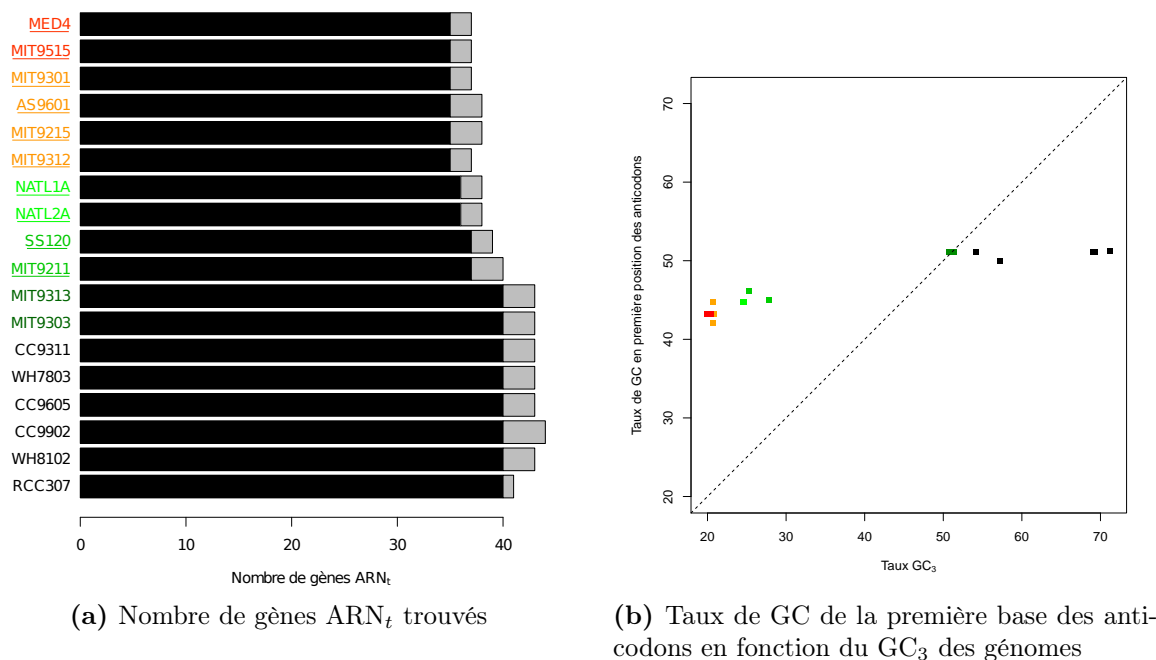 MED4
MIT9515
MIT9301
AS9601
MIT9215
MIT9312
NATL1A
NATL2A
SS120
MIT9211
MIT9313
MIT9303
CC9311
WH7803
CC9605
CC9902
WH8102
RCC307
0 10 20 30 40
Nombre de gènes ARNt
(a) Nombre de gènes ARNt trouvés
Taux de GC en première position des anticodons
70
60
50
40
30
20
20 30 40 50 60 70
Taux GC3
(b) Taux de GC de la première base des anti-
codons en fonction du GC3 des génomes